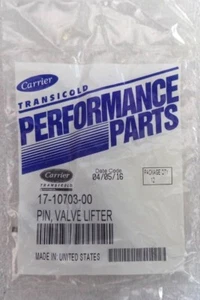 Carrier
TRANSICOLD
PERFORMANCE
PARTS
Carrier
TRANSICOLD
Date Code
04/05/16
PACKAGE QTY
12
17-10703-00
PIN, VALVE LIFTER
MADE IN: UNITED STATES